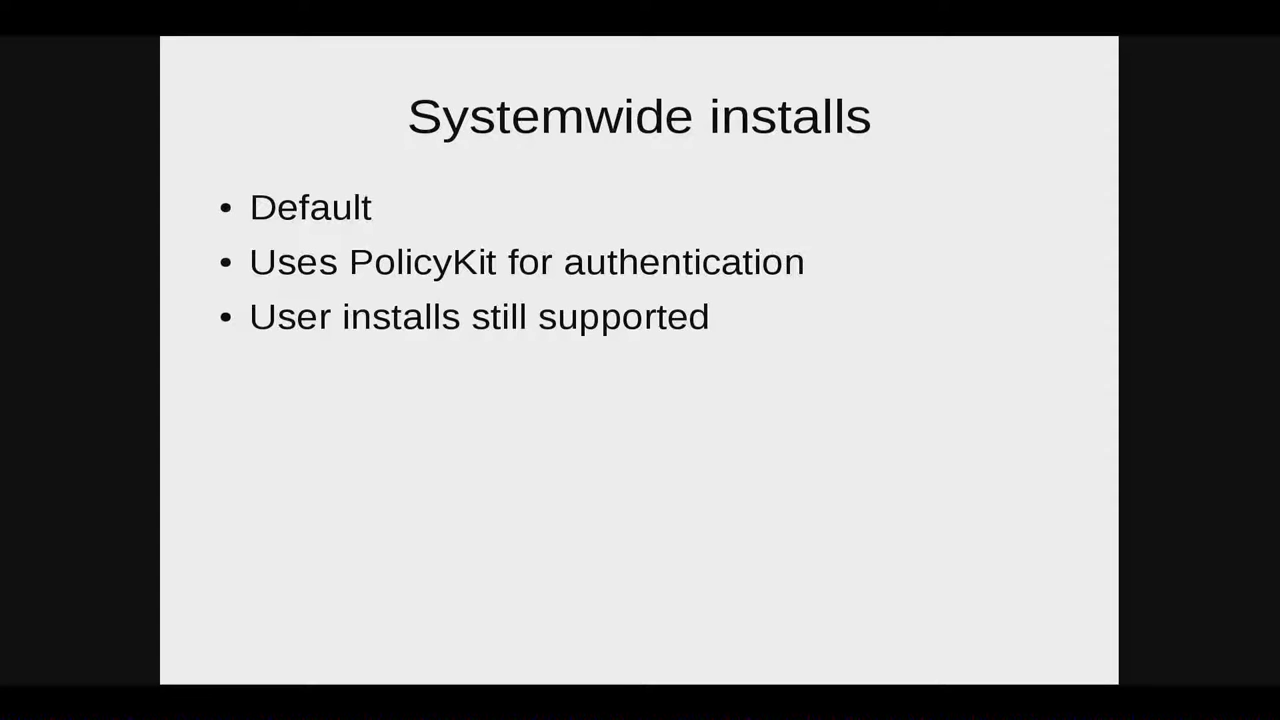 Systemwide installs
• Default
• Uses PolicyKit for authentication
• User installs still supported